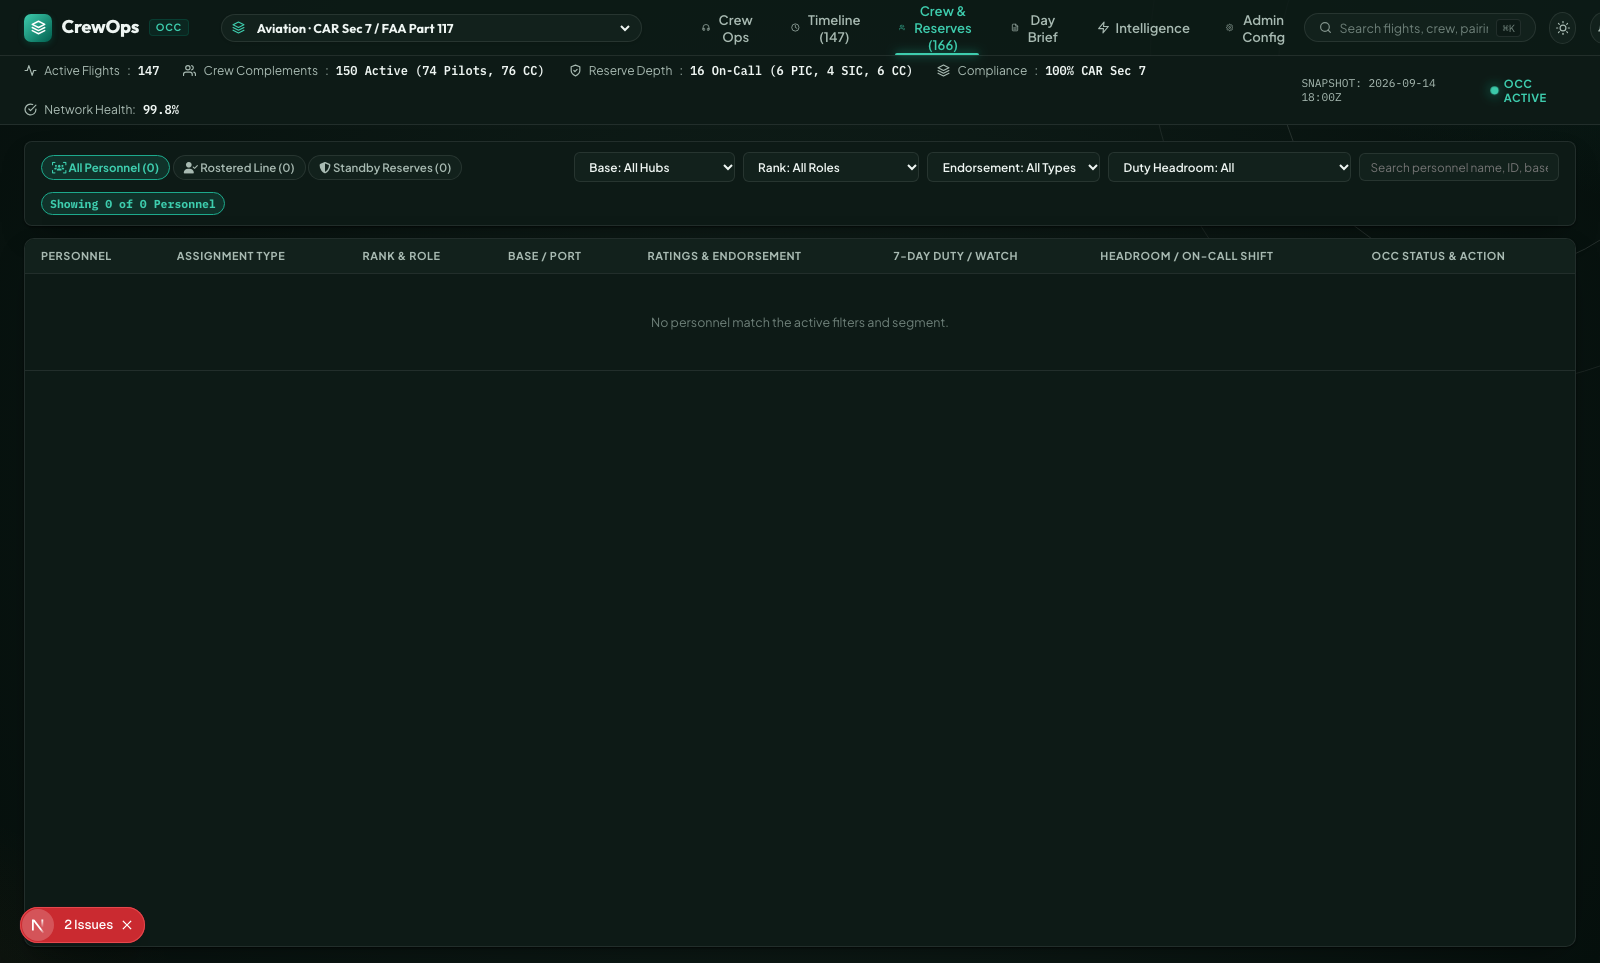 CrewOps OCC
Aviation · CAR Sec 7 / FAA Part 117
Crew Ops
Timeline (147)
Crew & Reserves (166)
Day Brief
Intelligence
Admin Config
Search flights, crew, pairin ⌘K
Active Flights : 147
Crew Complements : 150 Active (74 Pilots, 76 CC)
Reserve Depth : 16 On-Call (6 PIC, 4 SIC, 6 CC)
Compliance : 100% CAR Sec 7
Network Health: 99.8%
SNAPSHOT: 2026-09-14 18:00Z
OCC ACTIVE
All Personnel (0)
Rostered Line (0)
Standby Reserves (0)
Base: All Hubs
Rank: All Roles
Endorsement: All Types
Duty Headroom: All
Search personnel name, ID, base
Showing 0 of 0 Personnel
PERSONNEL ASSIGNMENT TYPE RANK & ROLE BASE / PORT RATINGS & ENDORSEMENT 7-DAY DUTY / WATCH HEADROOM / ON-CALL SHIFT OCC STATUS & ACTION
No personnel match the active filters and segment.
N 2 Issues